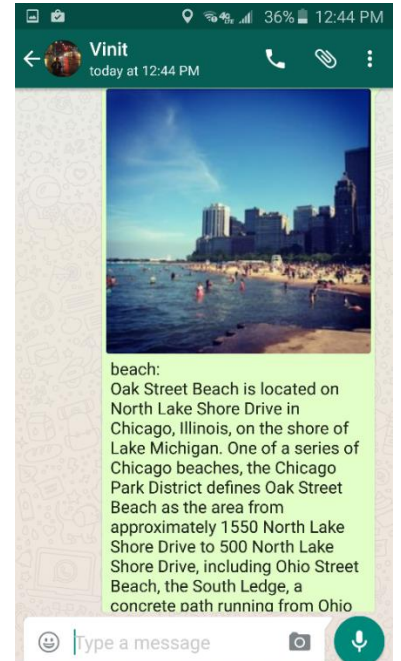 36% 12:44 PM
Vinit
today at 12:44 PM
beach:
Oak Street Beach is located on
North Lake Shore Drive in
Chicago, Illinois, on the shore of
Lake Michigan. One of a series of
Chicago beaches, the Chicago
Park District defines Oak Street
Beach as the area from
approximately 1550 North Lake
Shore Drive to 500 North Lake
Shore Drive, including Ohio Street
Beach, the South Ledge, a
concrete path running from Ohio
Type a message